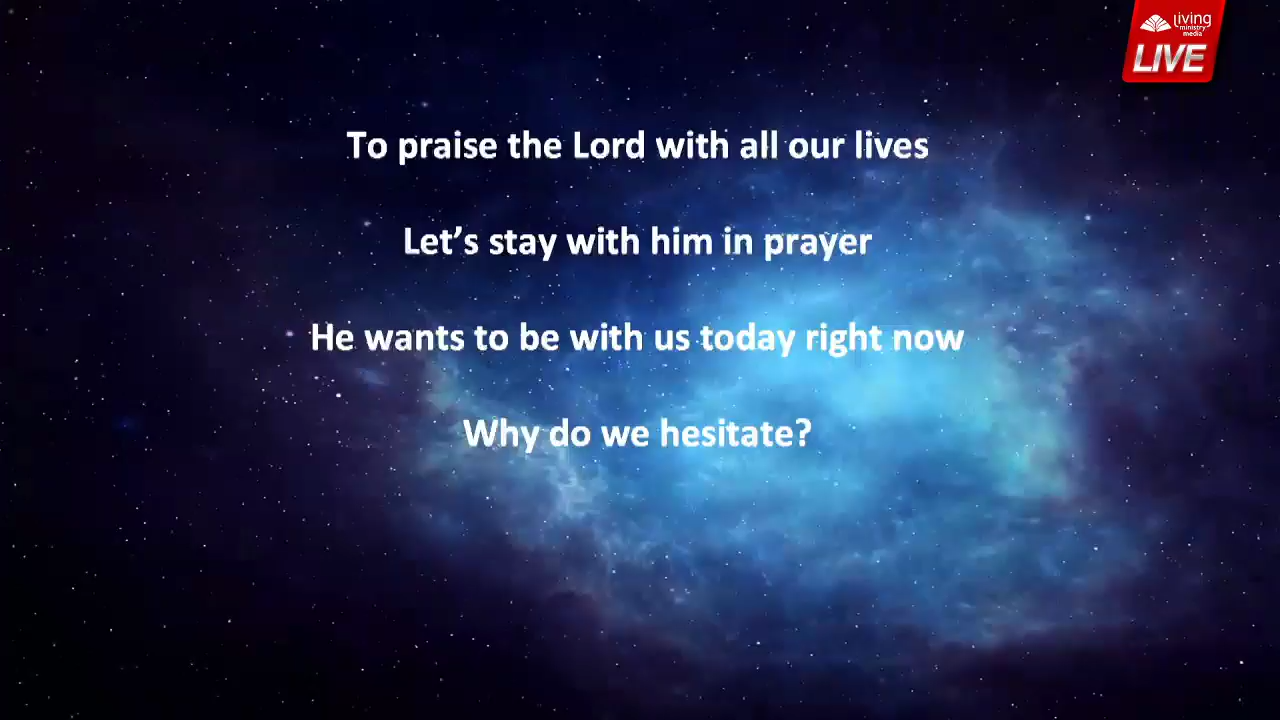 living
ministry
media
LIVE
To praise the Lord with all our lives
Let’s stay with him in prayer
He wants to be with us today right now
Why do we hesitate?